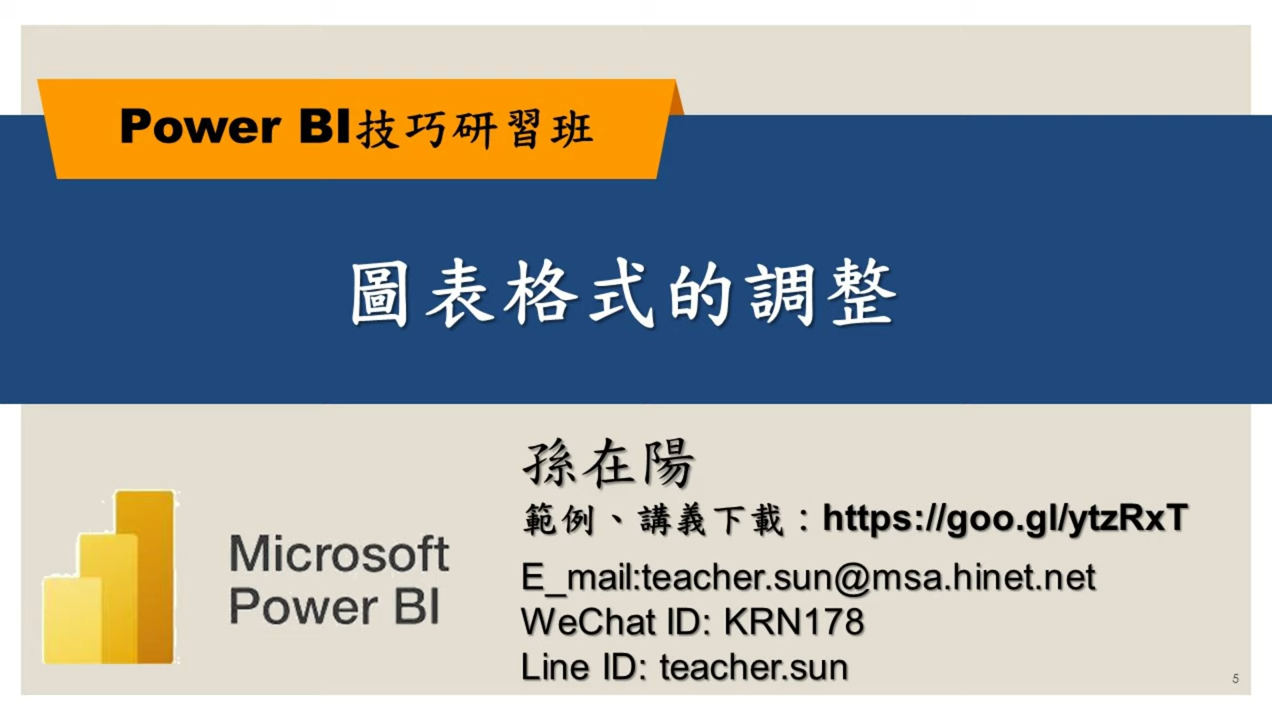 Power BI技巧研習班
圖表格式的調整
孫在陽
範例、講義下載：https://goo.gl/ytzRxT
Microsoft
Power BI
E_mail:teacher.sun@msa.hinet.net
WeChat ID: KRN178
Line ID: teacher.sun
5